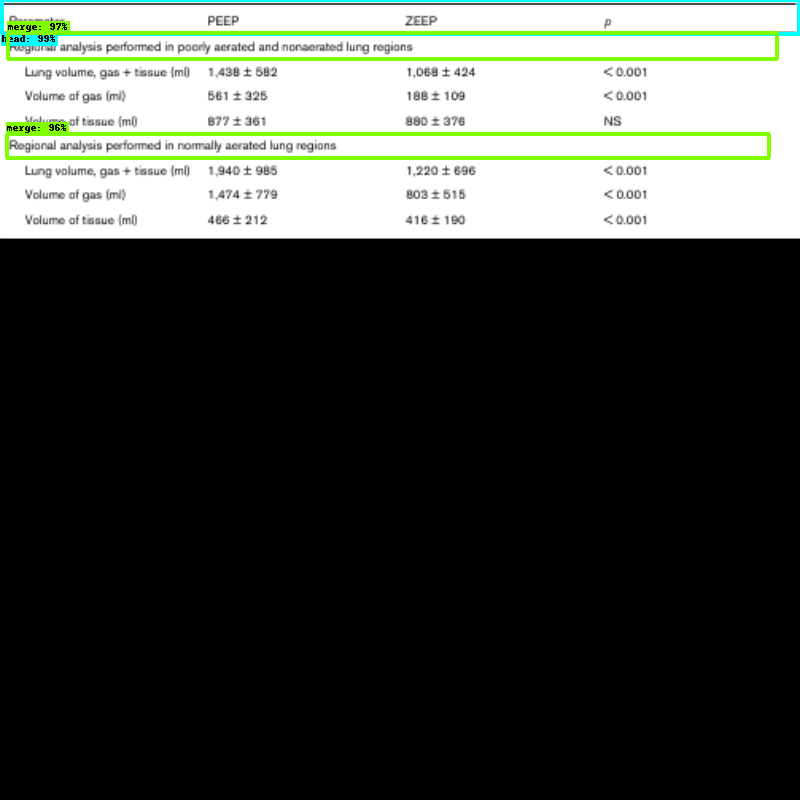 Parameter PEEP ZEEP p
merge: 97%
head: 99%
Regional analysis performed in poorly aerated and nonaerated lung regions
Lung volume, gas + tissue (ml) 1,438 ± 582 1,068 ± 424 < 0.001
Volume of gas (ml) 561 ± 325 188 ± 109 < 0.001
Volume of tissue (ml) 877 ± 361 880 ± 376 NS
merge: 96%
Regional analysis performed in normally aerated lung regions
Lung volume, gas + tissue (ml) 1,940 ± 985 1,220 ± 696 < 0.001
Volume of gas (ml) 1,474 ± 779 803 ± 515 < 0.001
Volume of tissue (ml) 466 ± 212 416 ± 190 < 0.001